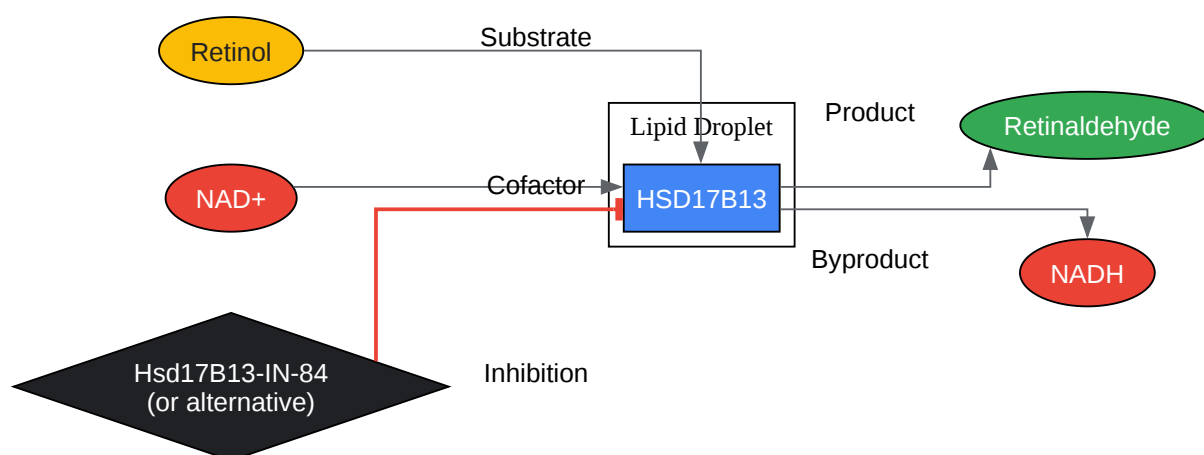 Retinol
Substrate
Lipid Droplet
Product
Retinaldehyde
NAD+
Cofactor
HSD17B13
Byproduct
NADH
Hsd17B13-IN-84
(or alternative)
Inhibition